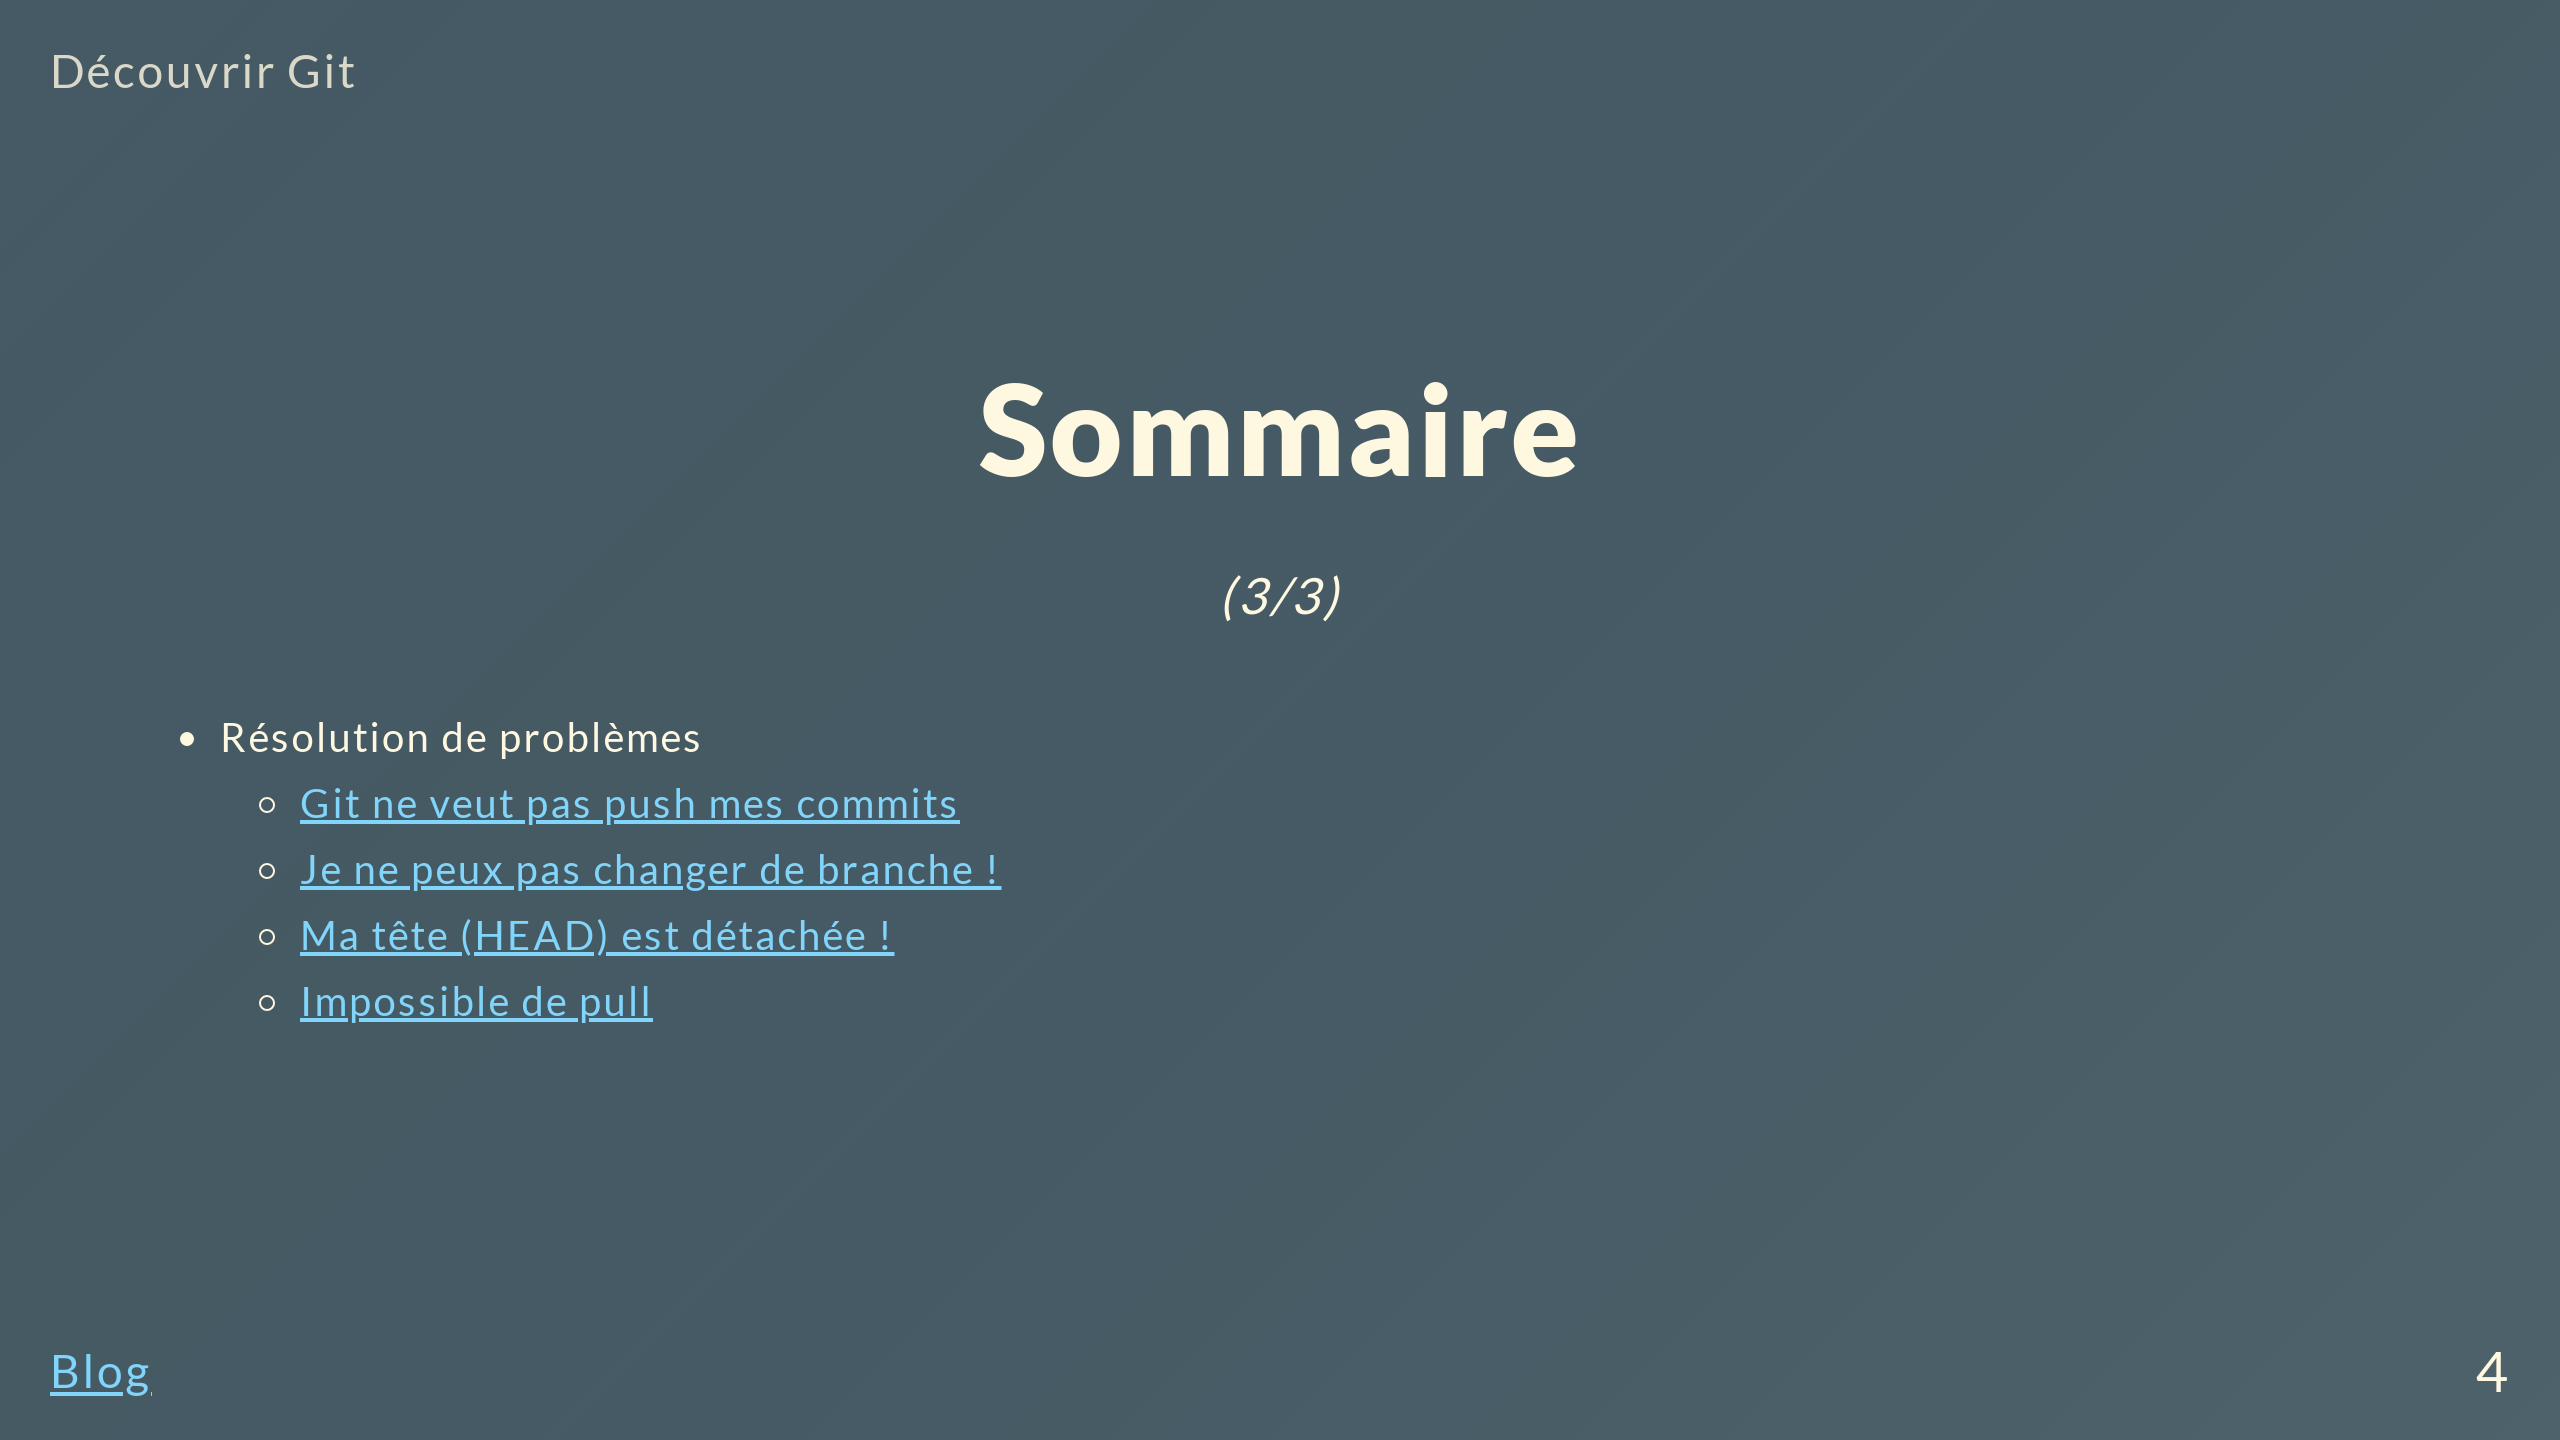 Découvrir Git
Sommaire
(3/3)
Résolution de problèmes
Git ne veut pas push mes commits
Je ne peux pas changer de branche !
Ma tête (HEAD) est détachée !
Impossible de pull
Blog
4